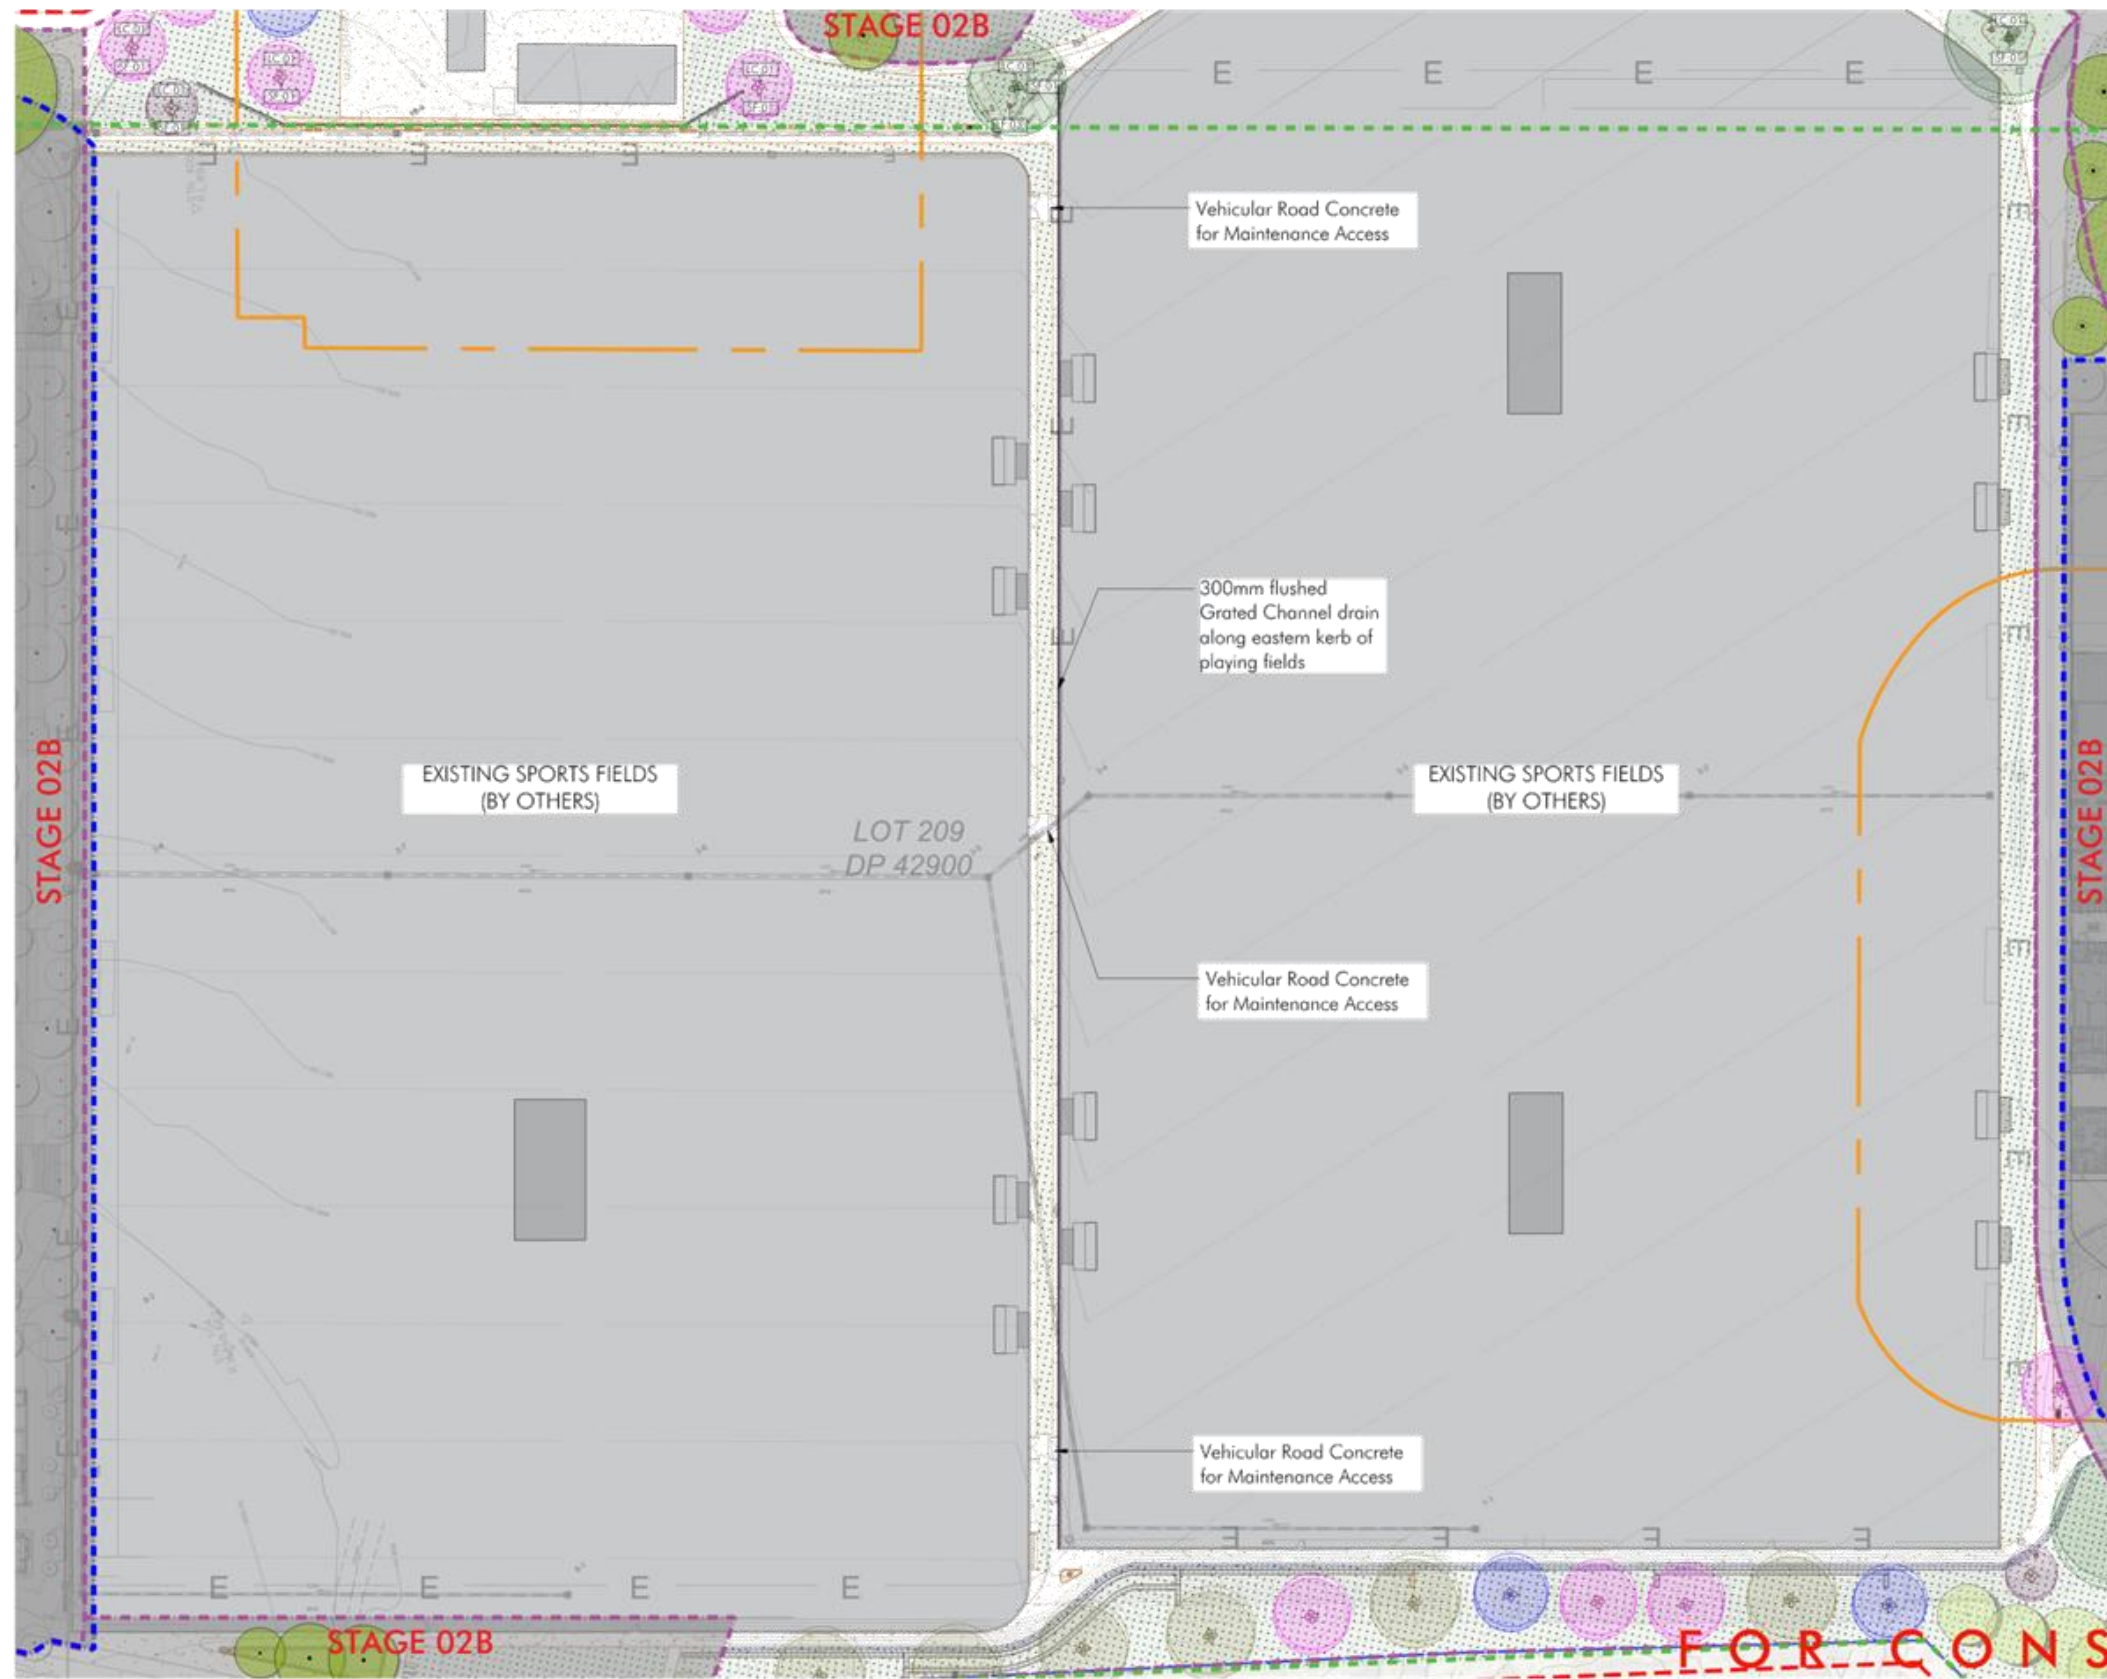 STAGE 02B
E E E E
Vehicular Road Concrete
for Maintenance Access
300mm flushed
Grated Channel drain
along eastern kerb of
playing fields
STAGE 02B
EXISTING SPORTS FIELDS
(BY OTHERS)
EXISTING SPORTS FIELDS
(BY OTHERS)
STAGE 02B
LOT 209
DP 42900
Vehicular Road Concrete
for Maintenance Access
Vehicular Road Concrete
for Maintenance Access
E E E E
STAGE 02B
FOR CONS